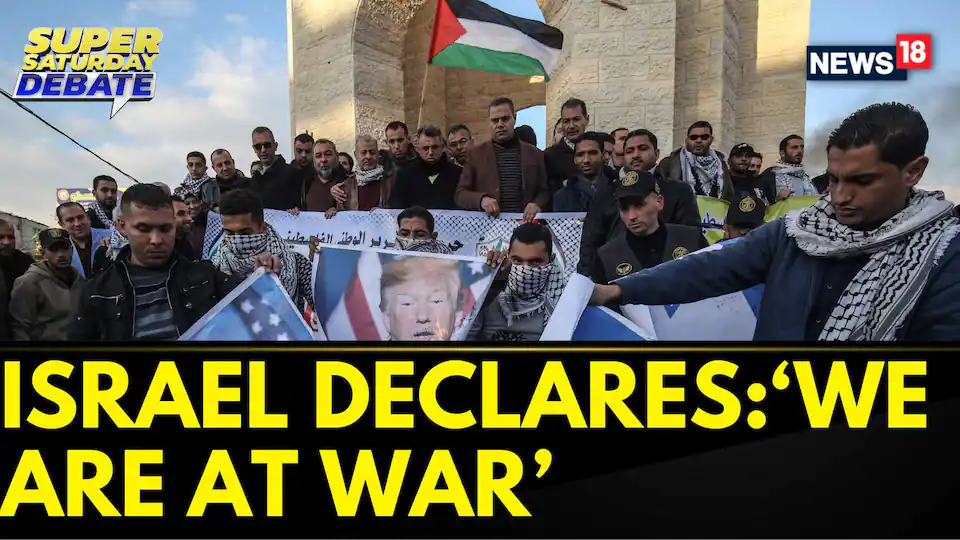 SUPER
SATURDAY
DEBATE
NEWS18
ISRAEL DECLARES:‘WE
ARE AT WAR’